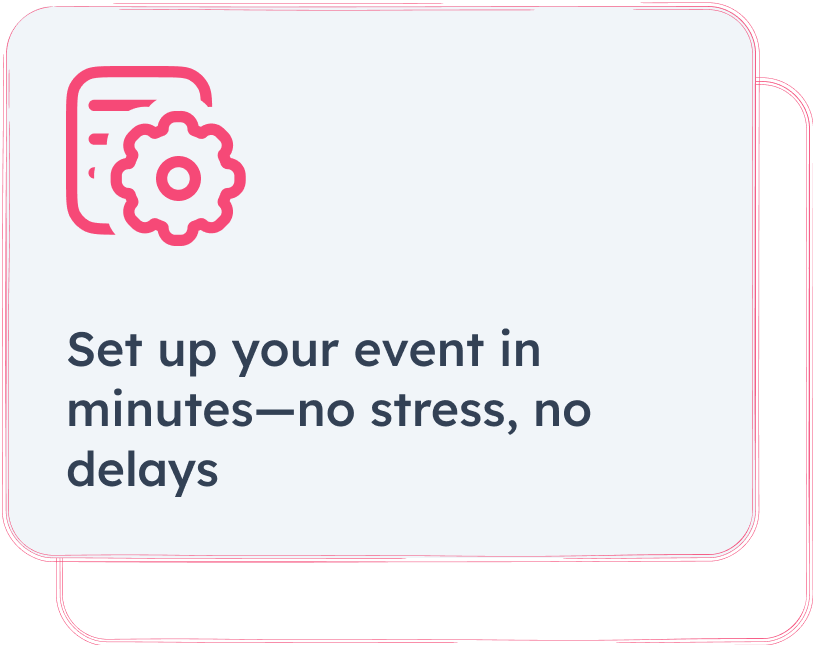 Set up your event in
minutes—no stress, no
delays